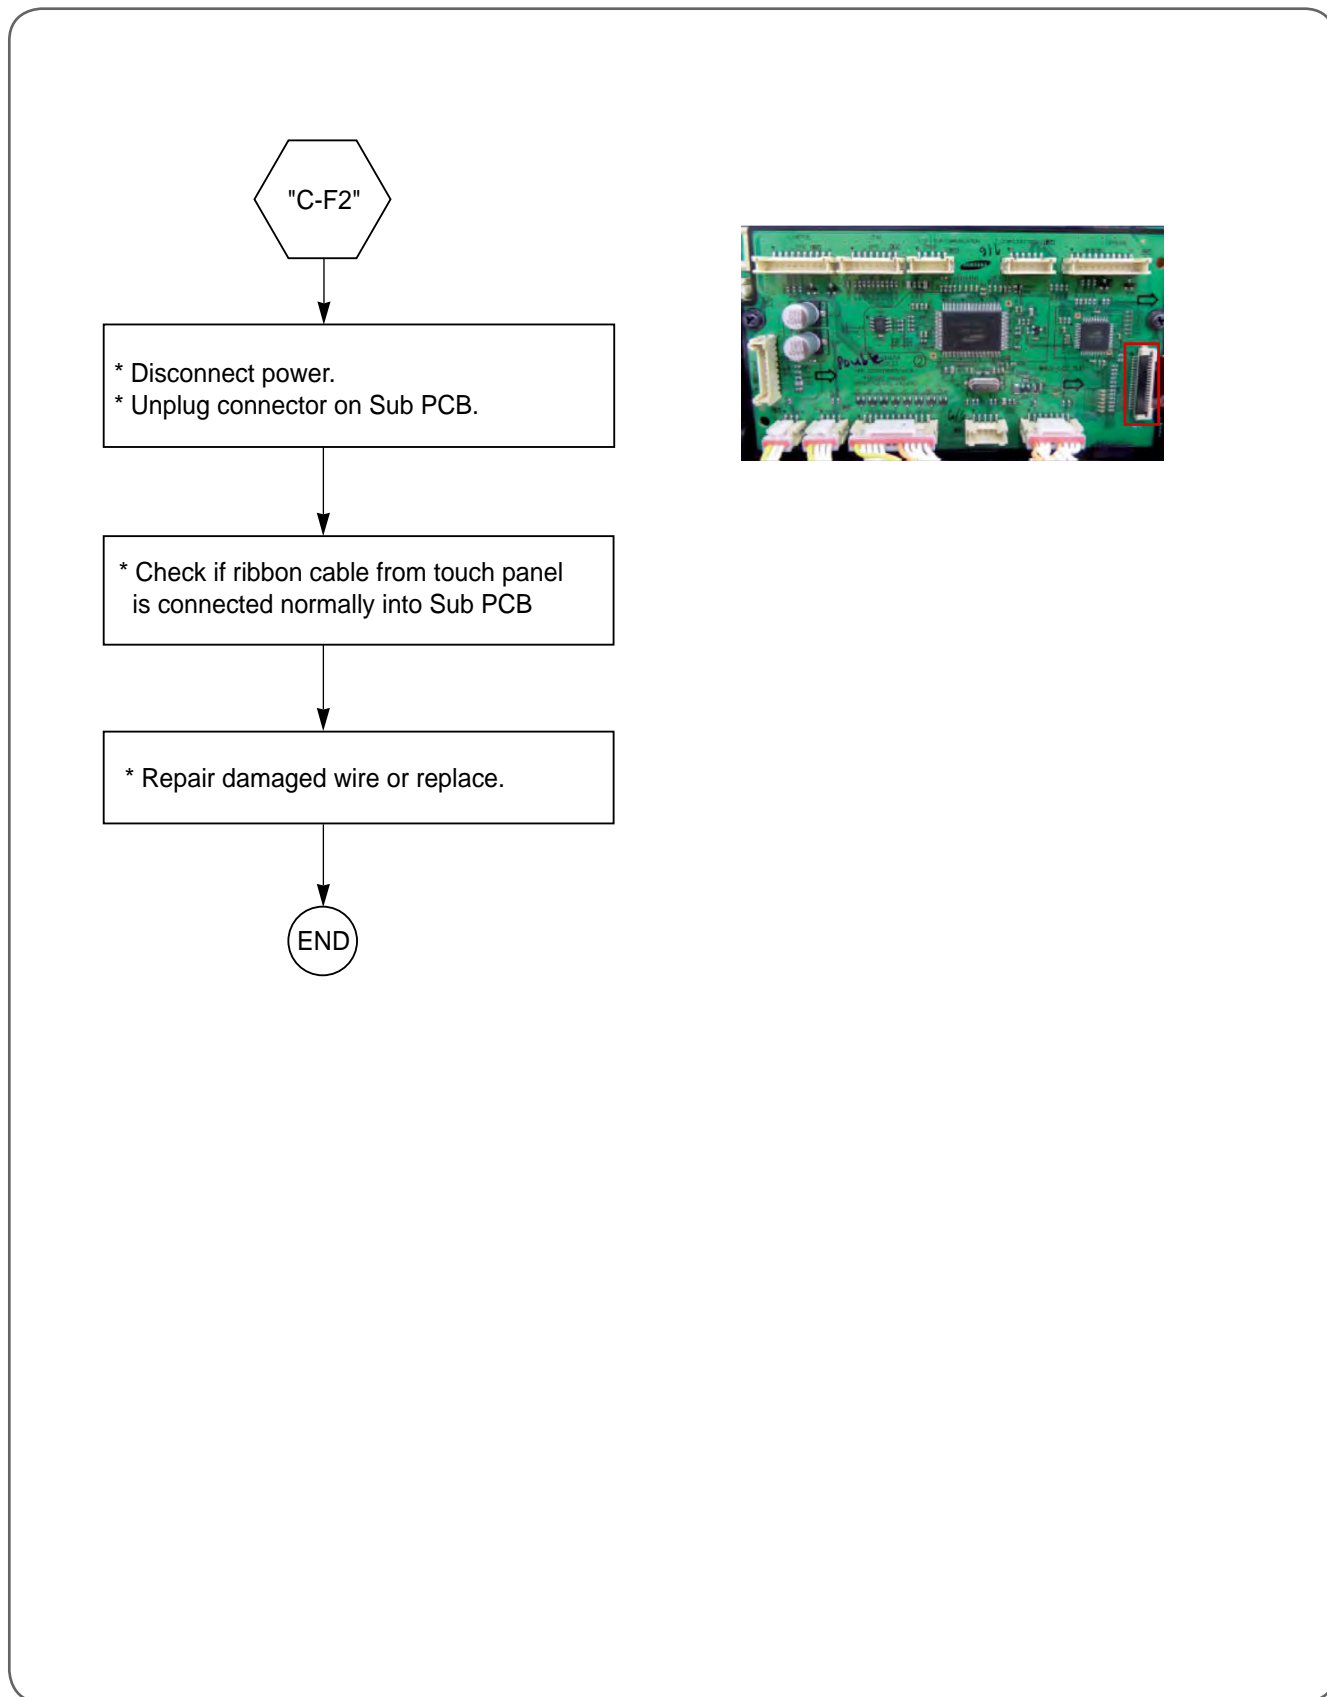 "C-F2"
* Disconnect power.
* Unplug connector on Sub PCB.
* Check if ribbon cable from touch panel
is connected normally into Sub PCB
* Repair damaged wire or replace.
END
Double